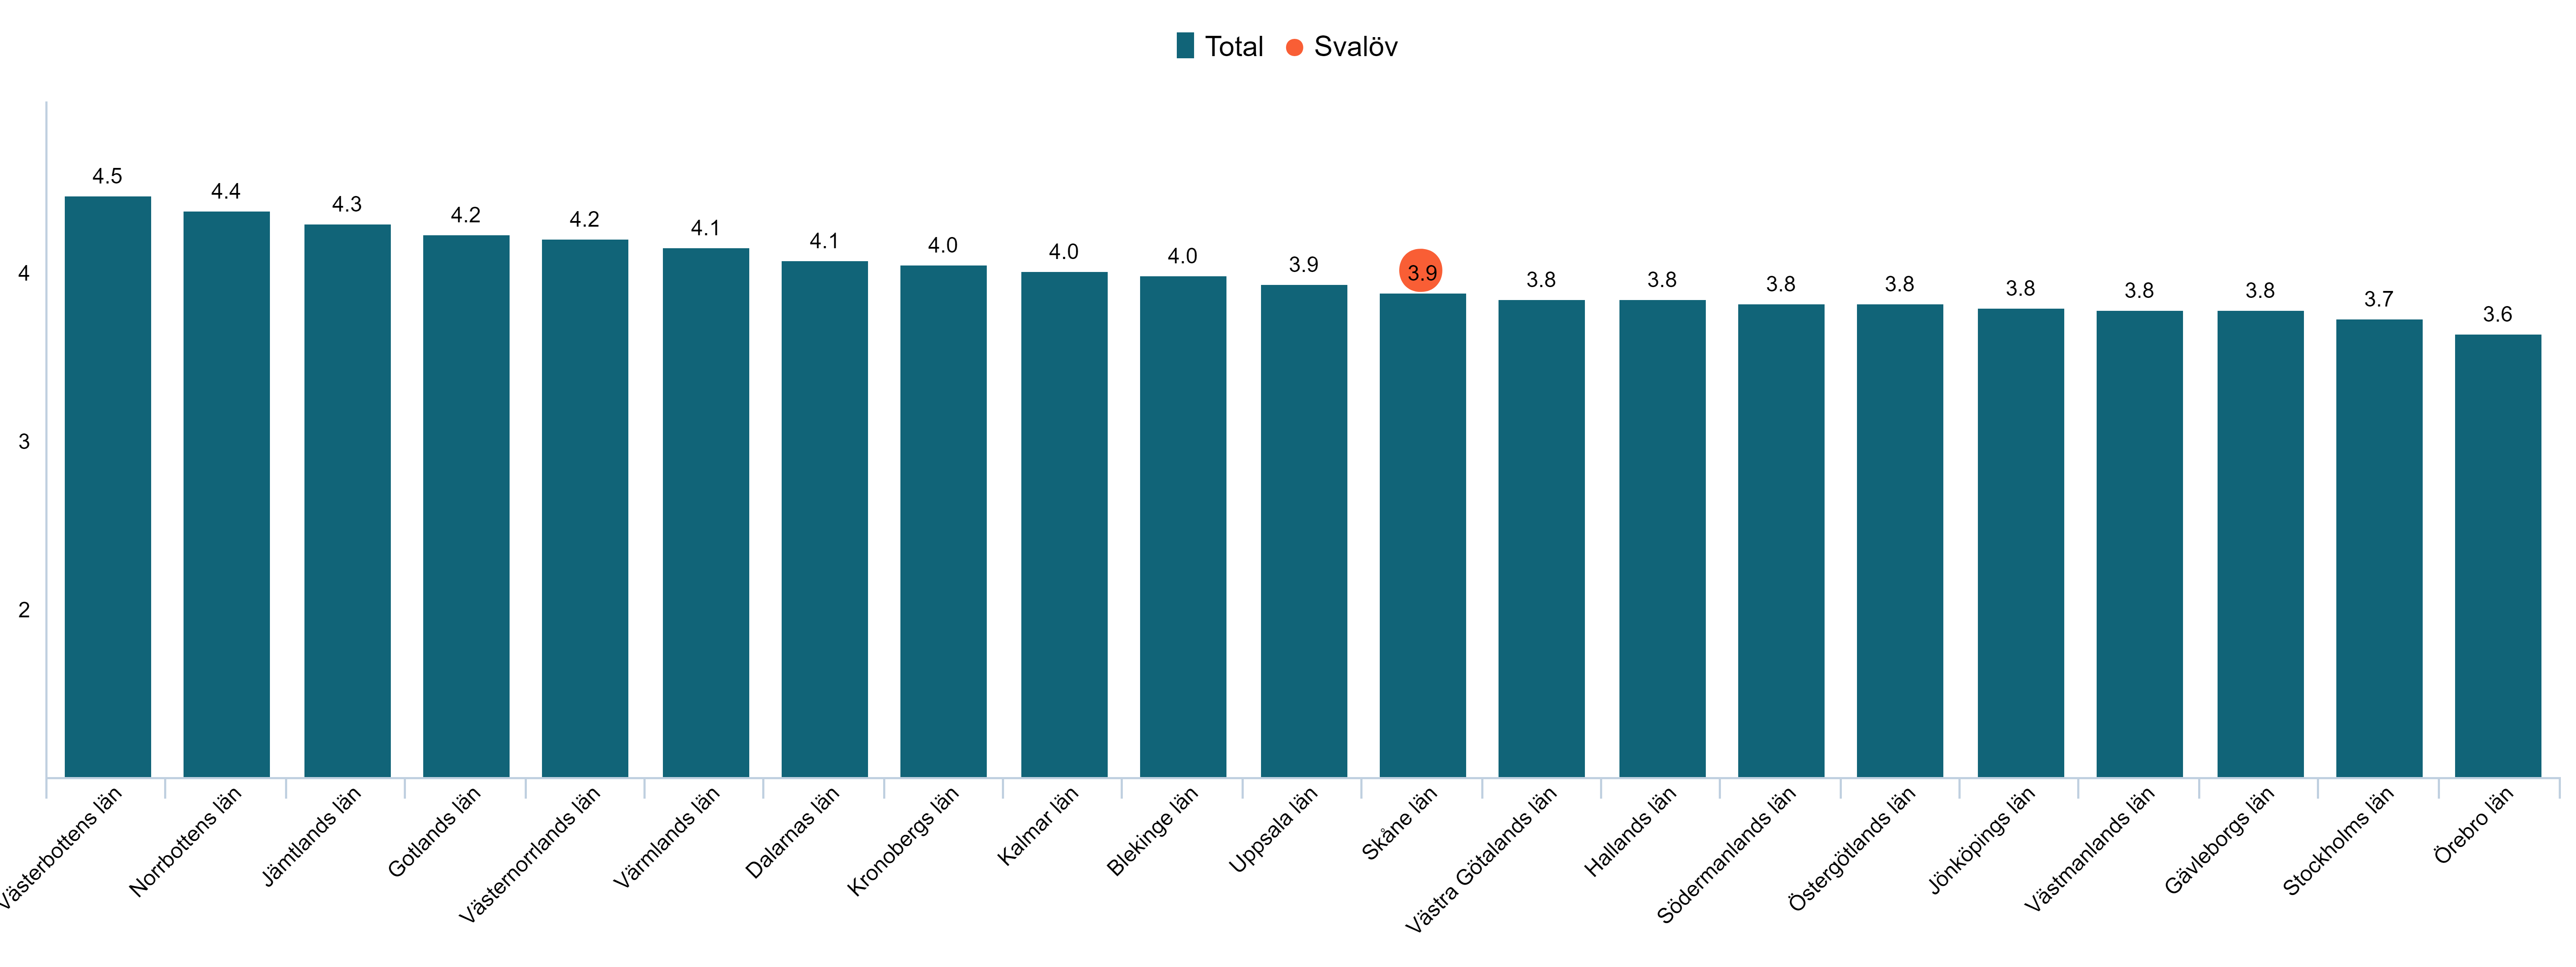 Total Svalöv
4.5 4.4 4.3 4.2 4.2 4.1 4.1 4.0 4.0 4.0 3.9 3.9 3.8 3.8 3.8 3.8 3.8 3.8 3.8 3.7 3.6
4
3
2
Västerbottens län
Norrbottens län
Jämtlands län
Gotlands län
Västernorrlands län
Värmlands län
Dalarnas län
Kronobergs län
Kalmar län
Blekinge län
Uppsala län
Skåne län
Västra Götalands län
Hallands län
Södermanlands län
Östergötlands län
Jönköpings län
Västmanlands län
Gävleborgs län
Stockholms län
Örebro län